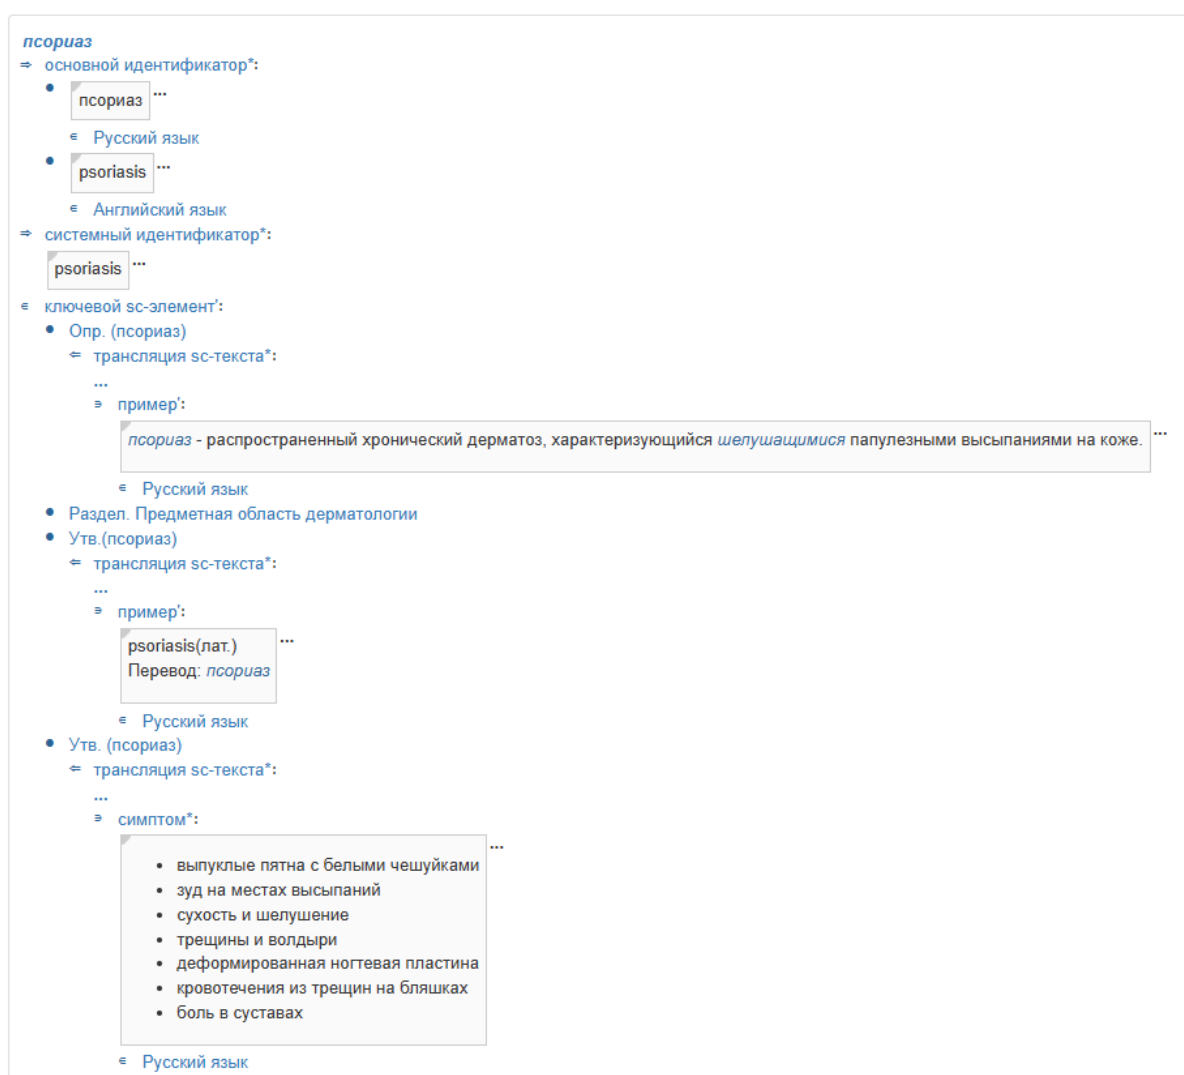 псориаз
⇒ основной идентификатор*:
• псориаз ...
∊ Русский язык
• psoriasis ...
∊ Английский язык
⇒ системный идентификатор*:
psoriasis ...
∊ ключевой sc-элемент':
• Опр. (псориаз)
⇐ трансляция sc-текста*:
...
∍ пример':
псориаз - распространенный хронический дерматоз, характеризующийся шелушащимися папулезными высыпаниями на коже. ...
∊ Русский язык
• Раздел. Предметная область дерматологии
• Утв.(псориаз)
⇐ трансляция sc-текста*:
...
∍ пример':
psoriasis(лат.) ...
Перевод: псориаз
∊ Русский язык
• Утв. (псориаз)
⇐ трансляция sc-текста*:
...
∍ симптом*:
...
• выпуклые пятна с белыми чешуйками
• зуд на местах высыпаний
• сухость и шелушение
• трещины и волдыри
• деформированная ногтевая пластина
• кровотечения из трещин на бляшках
• боль в суставах
∊ Русский язык